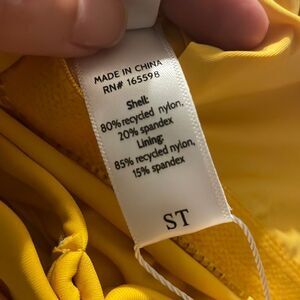 MADE IN CHINA
RN# 165598
Shell:
80% recycled nylon,
20% spandex
Lining:
85% recycled nylon,
15% spandex
ST